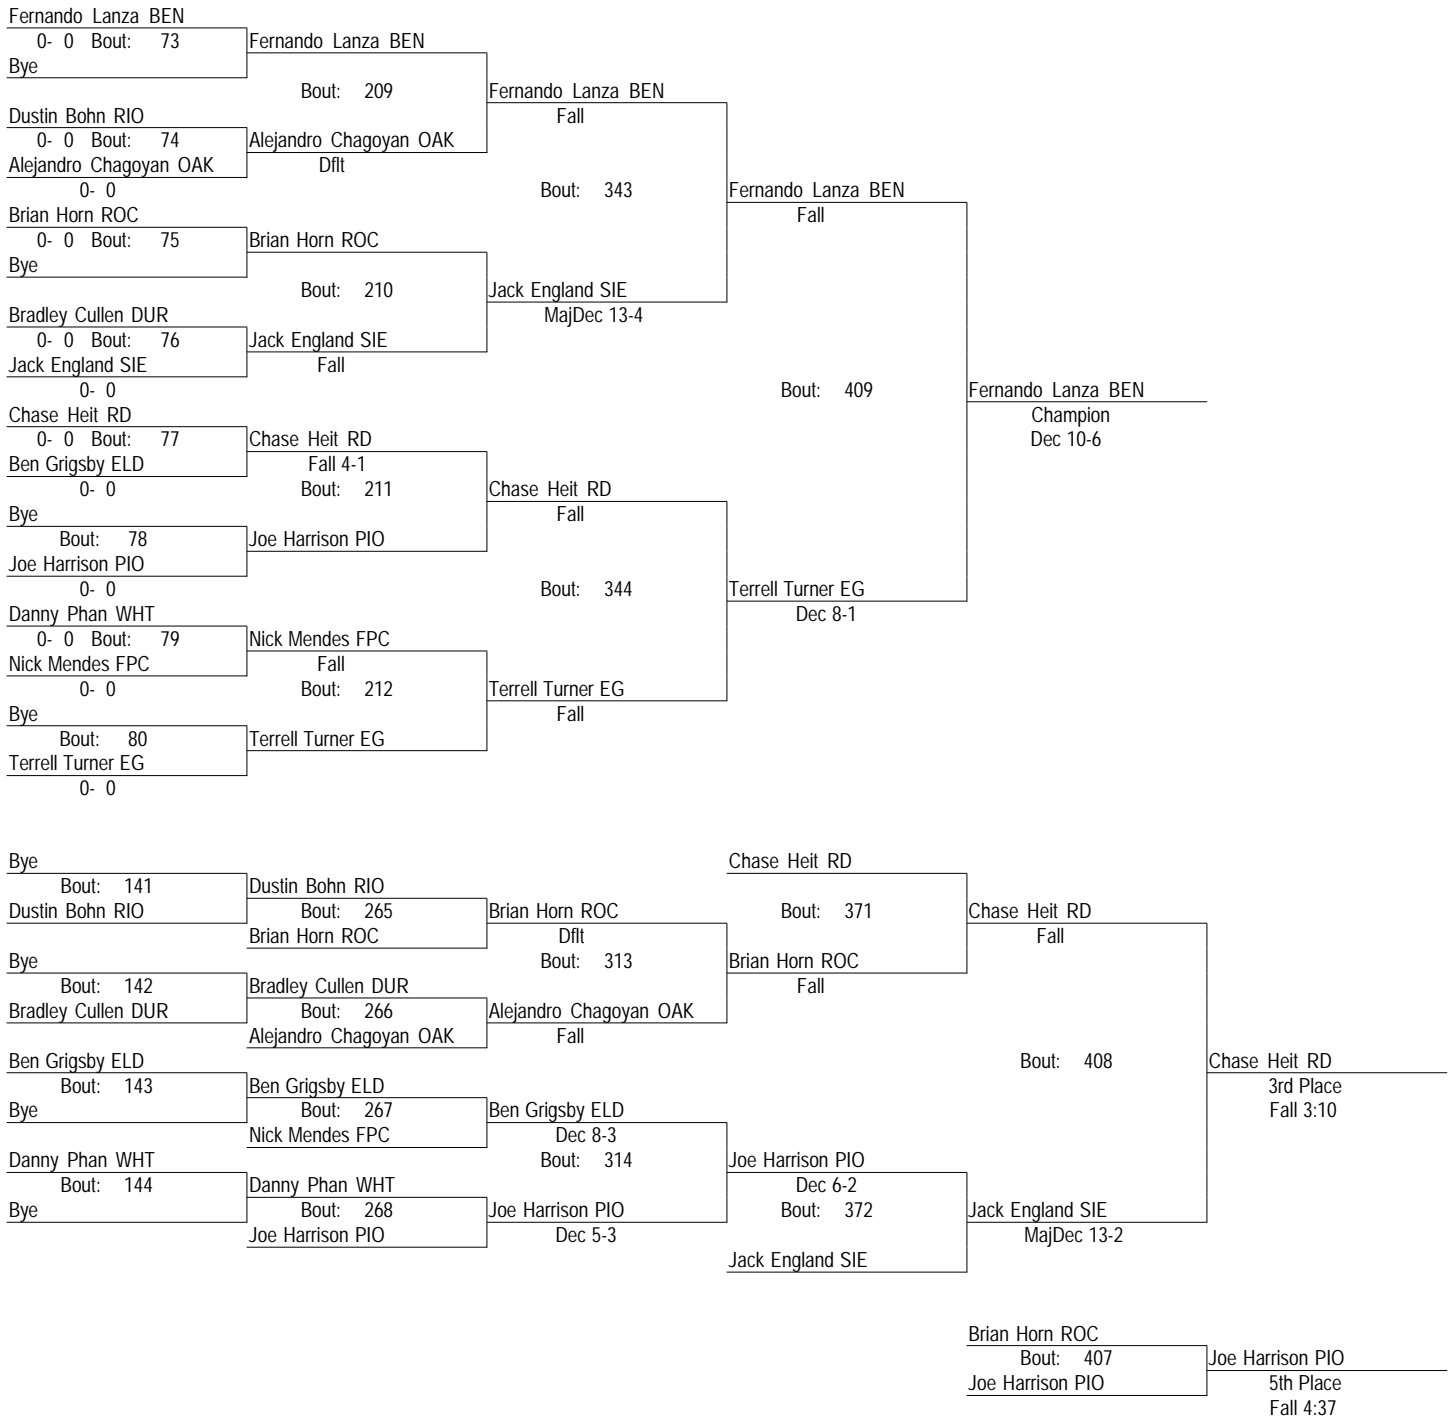 Fernando Lanza BEN
0- 0 Bout: 73 Fernando Lanza BEN
Bye
Bout: 209 Fernando Lanza BEN
Dustin Bohn RIO Fall
0- 0 Bout: 74 Alejandro Chagoyan OAK
Alejandro Chagoyan OAK Dflt
0- 0 Bout: 343 Fernando Lanza BEN
Brian Horn ROC Fall
0- 0 Bout: 75 Brian Horn ROC
Bye
Bout: 210 Jack England SIE
Bradley Cullen DUR MajDec 13-4
0- 0 Bout: 76 Jack England SIE
Jack England SIE Fall
0- 0 Bout: 409 Fernando Lanza BEN
Chase Heit RD Champion
0- 0 Bout: 77 Chase Heit RD Dec 10-6
Ben Grigsby ELD Fall 4-1
0- 0 Bout: 211 Chase Heit RD
Bye Fall
Bout: 78 Joe Harrison PIO
Joe Harrison PIO
0- 0 Bout: 344 Terrell Turner EG
Danny Phan WHT Dec 8-1
0- 0 Bout: 79 Nick Mendes FPC
Nick Mendes FPC Fall
0- 0 Bout: 212 Terrell Turner EG
Bye Fall
Bout: 80 Terrell Turner EG
Terrell Turner EG
0- 0
Bye Chase Heit RD
Bout: 141 Dustin Bohn RIO
Dustin Bohn RIO Bout: 265 Brian Horn ROC Bout: 371 Chase Heit RD
Brian Horn ROC Dflt Fall
Bye Bout: 313 Brian Horn ROC
Bout: 142 Bradley Cullen DUR Fall
Bradley Cullen DUR Bout: 266 Alejandro Chagoyan OAK
Alejandro Chagoyan OAK Fall
Ben Grigsby ELD Bout: 408 Chase Heit RD
Bout: 143 Ben Grigsby ELD 3rd Place
Bye Bout: 267 Ben Grigsby ELD Fall 3:10
Nick Mendes FPC Dec 8-3
Danny Phan WHT Bout: 314 Joe Harrison PIO
Bout: 144 Danny Phan WHT Dec 6-2
Bye Bout: 268 Joe Harrison PIO Bout: 372 Jack England SIE
Joe Harrison PIO Dec 5-3 MajDec 13-2
Jack England SIE
Brian Horn ROC
Bout: 407 Joe Harrison PIO
Joe Harrison PIO 5th Place
Fall 4:37